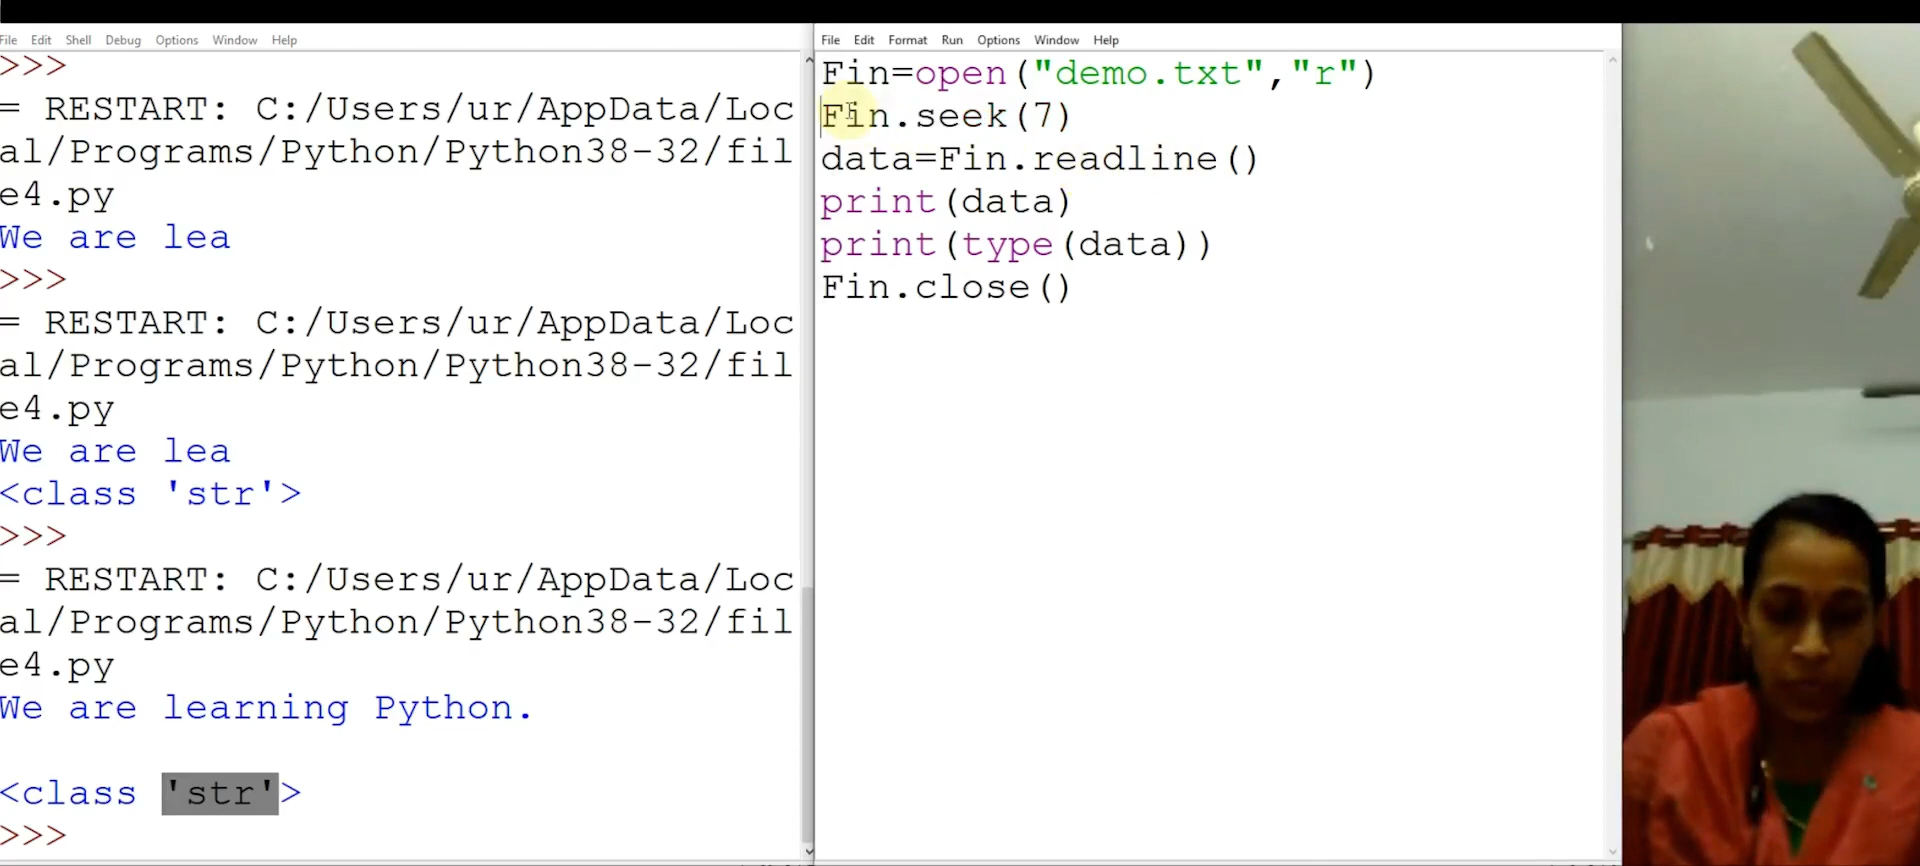 File Edit Shell Debug Options Window Help
>>>
= RESTART: C:/Users/ur/AppData/Loc
al/Programs/Python/Python38-32/fil
e4.py
We are lea
>>>
= RESTART: C:/Users/ur/AppData/Loc
al/Programs/Python/Python38-32/fil
e4.py
We are lea
<class 'str'>
>>>
= RESTART: C:/Users/ur/AppData/Loc
al/Programs/Python/Python38-32/fil
e4.py
We are learning Python.
<class 'str'>
>>>
File Edit Format Run Options Window Help
Fin=open("demo.txt","r")
Fin.seek(7)
data=Fin.readline()
print(data)
print(type(data))
Fin.close()